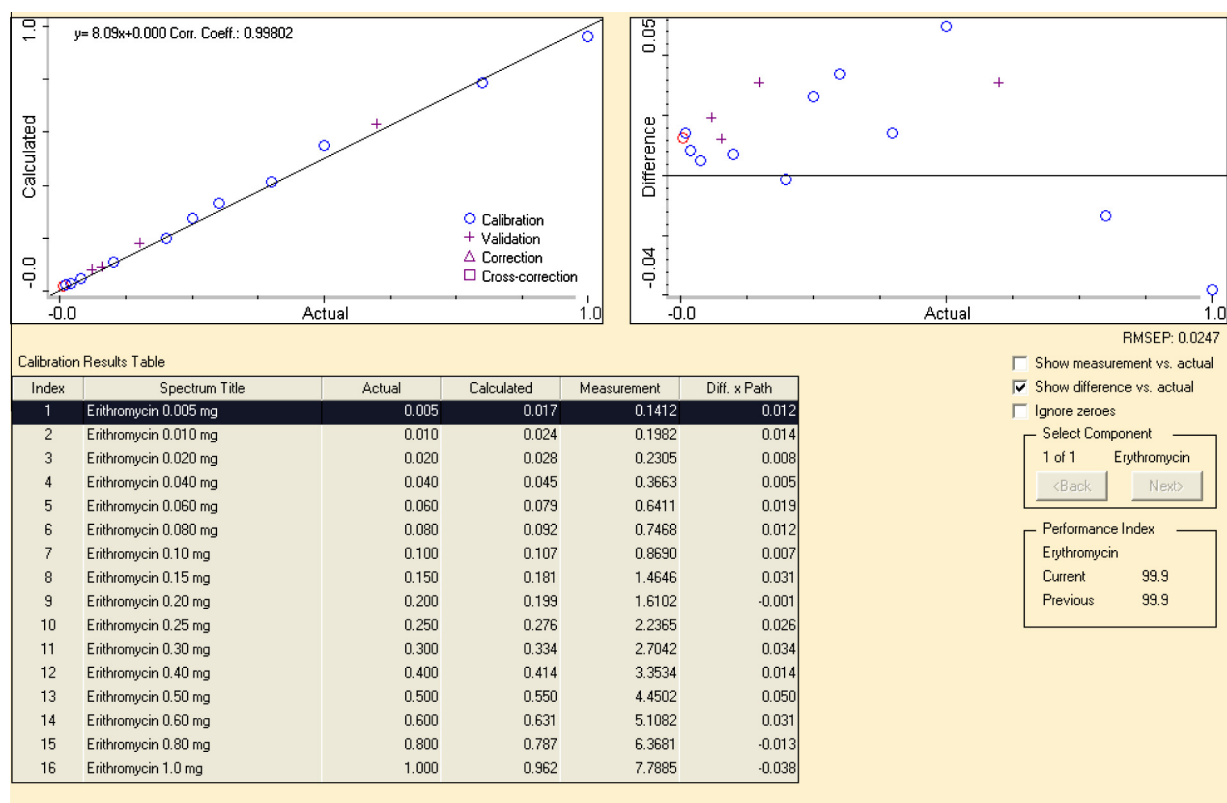 y= 8.09x+0.000 Corr. Coeff.: 0.99802
1.0
Calculated
-0.0
Calibration
Validation
Correction
Cross-correction
-0.0 Actual 1.0
0.05
Difference
-0.04
-0.0 Actual 1.0
RMSEP: 0.0247
Calibration Results Table
Show measurement vs. actual
Show difference vs. actual
Ignore zeroes
Select Component
1 of 1 Erythromycin
<Back Next>
Performance Index
Erythromycin
Current 99.9
Previous 99.9
Index Spectrum Title Actual Calculated Measurement Diff. x Path
1 Erithromycin 0.005 mg 0.005 0.017 0.1412 0.012
2 Erithromycin 0.010 mg 0.010 0.024 0.1982 0.014
3 Erithromycin 0.020 mg 0.020 0.028 0.2305 0.008
4 Erithromycin 0.040 mg 0.040 0.045 0.3663 0.005
5 Erithromycin 0.060 mg 0.060 0.079 0.6411 0.019
6 Erithromycin 0.080 mg 0.080 0.092 0.7468 0.012
7 Erithromycin 0.10 mg 0.100 0.107 0.8690 0.007
8 Erithromycin 0.15 mg 0.150 0.181 1.4646 0.031
9 Erithromycin 0.20 mg 0.200 0.199 1.6102 -0.001
10 Erithromycin 0.25 mg 0.250 0.276 2.2365 0.026
11 Erithromycin 0.30 mg 0.300 0.334 2.7042 0.034
12 Erithromycin 0.40 mg 0.400 0.414 3.3534 0.014
13 Erithromycin 0.50 mg 0.500 0.550 4.4502 0.050
14 Erithromycin 0.60 mg 0.600 0.631 5.1082 0.031
15 Erithromycin 0.80 mg 0.800 0.787 6.3681 -0.013
16 Erithromycin 1.0 mg 1.000 0.962 7.7885 -0.038